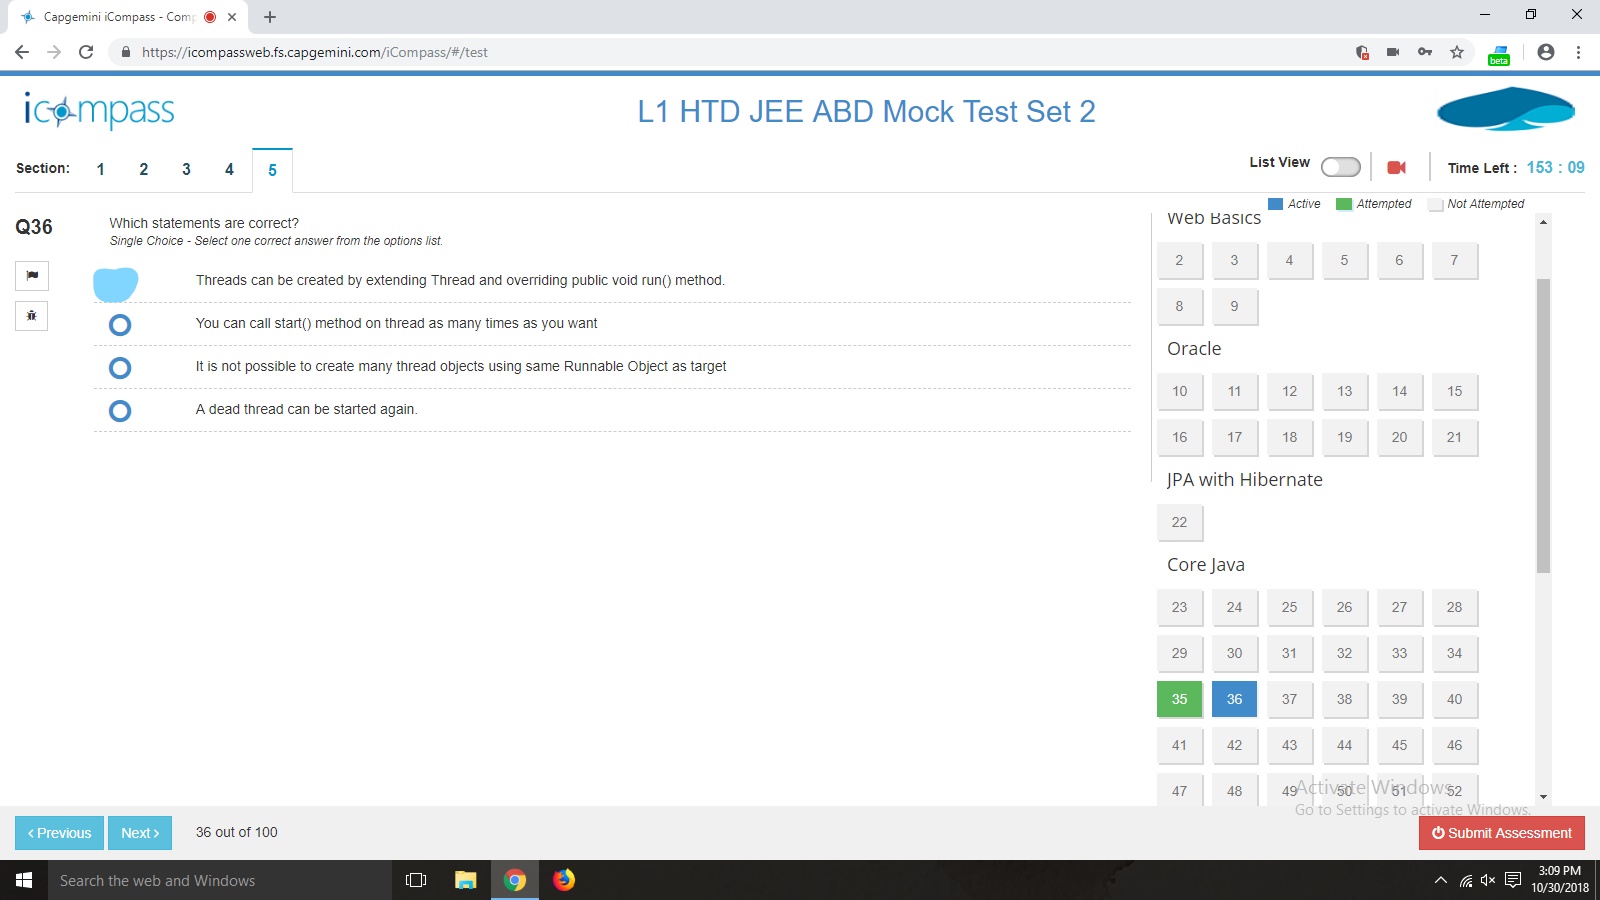 Capgemini iCompass - Comp
https://icompassweb.fs.capgemini.com/iCompass/#/test
beta
icompass
L1 HTD JEE ABD Mock Test Set 2
Section: 1 2 3 4 5
List View
Time Left : 153 : 09
Active Attempted Not Attempted
Q36
Which statements are correct?
Single Choice - Select one correct answer from the options list.
Threads can be created by extending Thread and overriding public void run() method.
You can call start() method on thread as many times as you want
It is not possible to create many thread objects using same Runnable Object as target
A dead thread can be started again.
Web Basics
2 3 4 5 6 7
8 9
Oracle
10 11 12 13 14 15
16 17 18 19 20 21
JPA with Hibernate
22
Core Java
23 24 25 26 27 28
29 30 31 32 33 34
35 36 37 38 39 40
41 42 43 44 45 46
47 48 49 50 51 52
Activate Windows
Go to Settings to activate Windows.
‹ Previous Next › 36 out of 100
Submit Assessment
Search the web and Windows
3:09 PM
10/30/2018